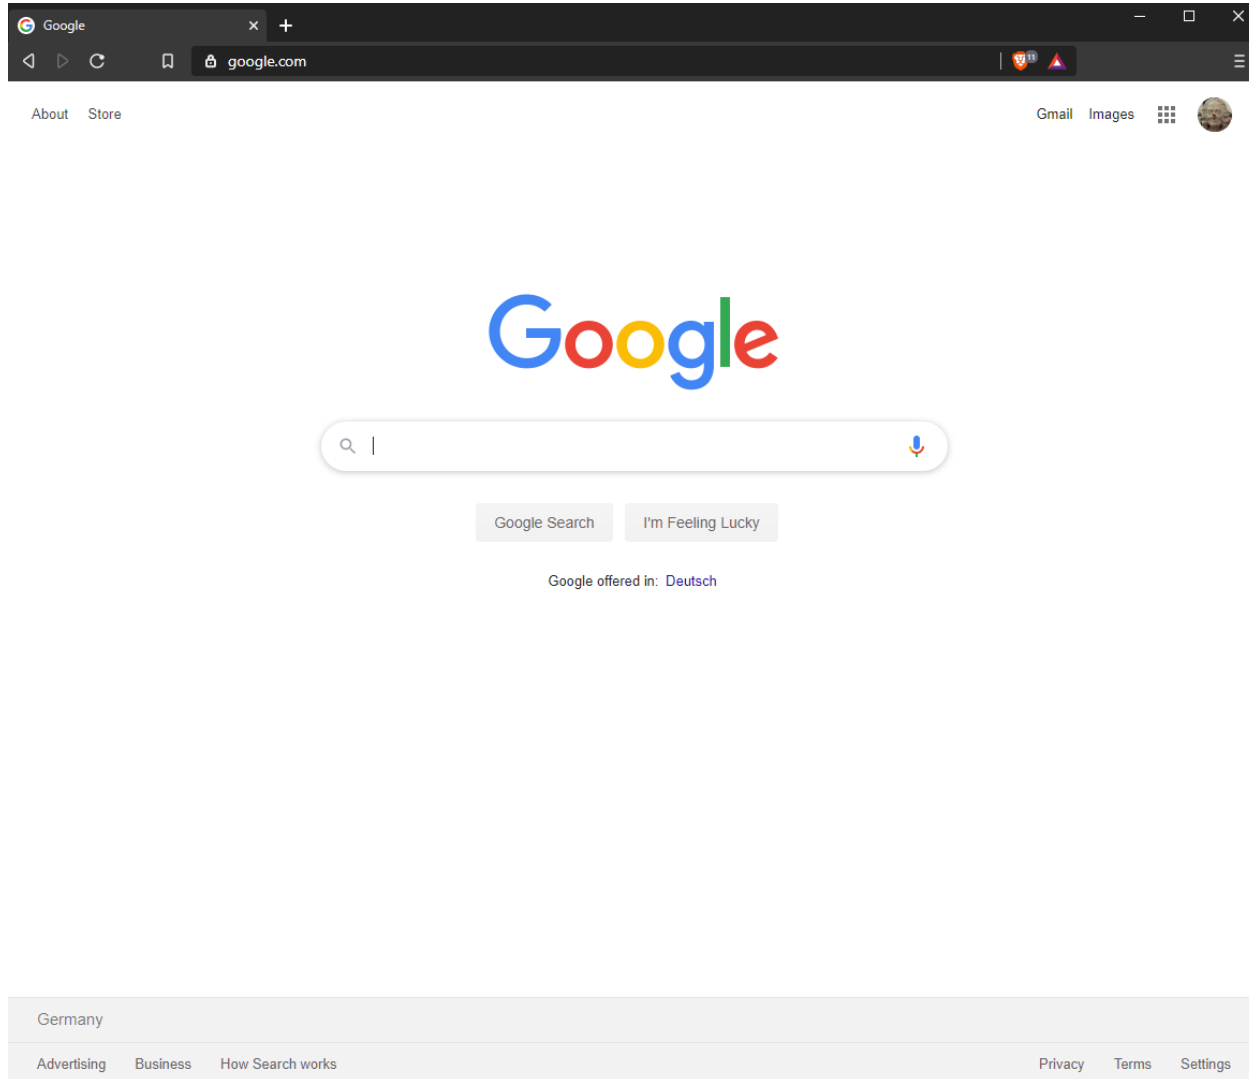 Google
google.com
11
About Store Gmail Images
Google
Google Search I'm Feeling Lucky
Google offered in: Deutsch
Germany
Advertising Business How Search works Privacy Terms Settings